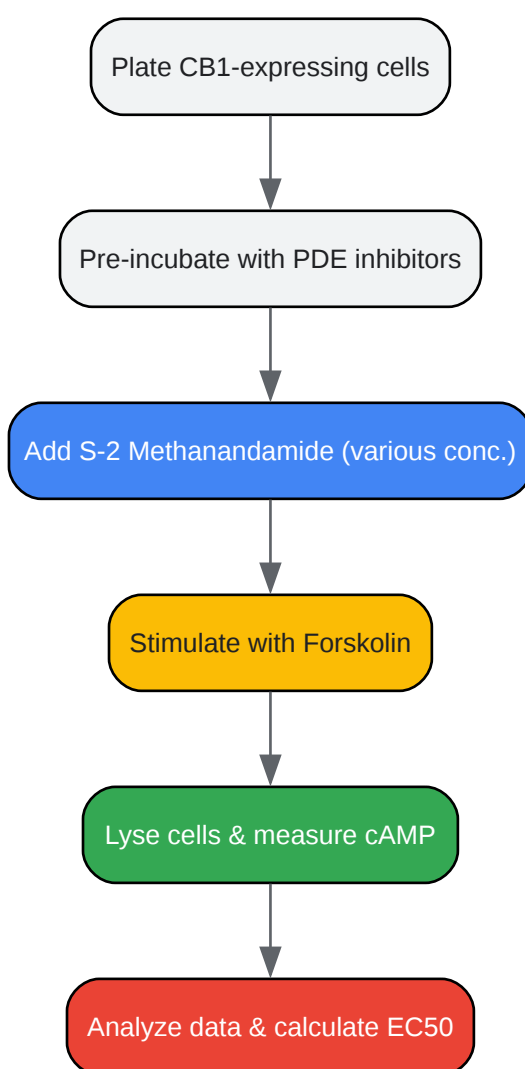 Plate CB1-expressing cells
Pre-incubate with PDE inhibitors
Add S-2 Methanandamide (various conc.)
Stimulate with Forskolin
Lyse cells & measure cAMP
Analyze data & calculate EC50